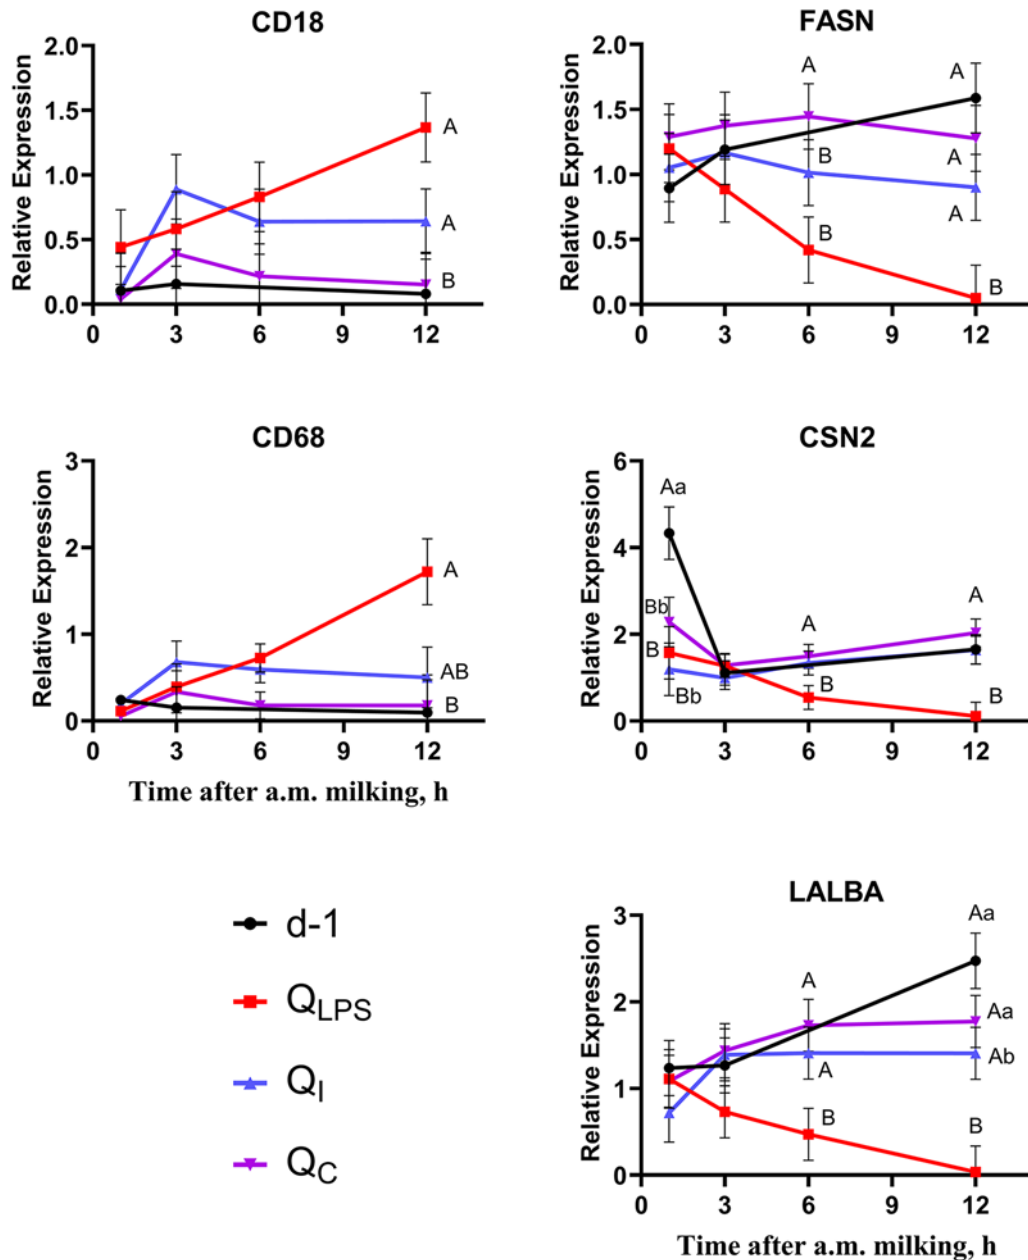 CD18
Relative Expression
2.0
1.5
1.0
0.5
0.0
A
A
B
0 3 6 9 12
FASN
Relative Expression
2.0
1.5
1.0
0.5
0.0
A
A
B
A
B
A
B
0 3 6 9 12
CD68
Relative Expression
3
2
1
0
A
AB
B
0 3 6 9 12
Time after a.m. milking, h
CSN2
Relative Expression
6
4
2
0
Aa
Bb
B
Bb
A
B
A
B
0 3 6 9 12
d-1
QLPS
QI
QC
LALBA
Relative Expression
3
2
1
0
Aa
A
Aa
Ab
A
B
B
0 3 6 9 12
Time after a.m. milking, h